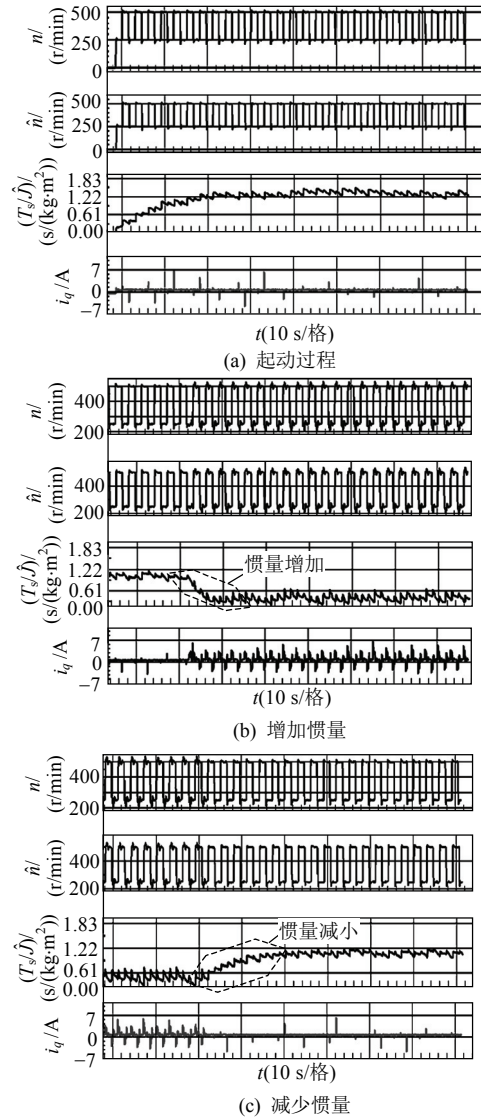 n/
(r/min)
500
250
0
n̂/
(r/min)
500
250
0
(Tₛ/Ĵ)/
(s/(kg·m²))
1.83
1.22
0.61
0.00
i_q/A
7
0
−7
t(10 s/格)
(a) 起动过程
n/
(r/min)
400
200
n̂/
(r/min)
400
200
(Tₛ/Ĵ)/
(s/(kg·m²))
1.83
1.22
0.61
0.00
惯量增加
i_q/A
7
0
−7
t(10 s/格)
(b) 增加惯量
n/
(r/min)
400
200
n̂/
(r/min)
400
200
(Tₛ/Ĵ)/
(s/(kg·m²))
1.83
1.22
0.61
0.00
惯量减小
i_q/A
7
0
−7
t(10 s/格)
(c) 减少惯量